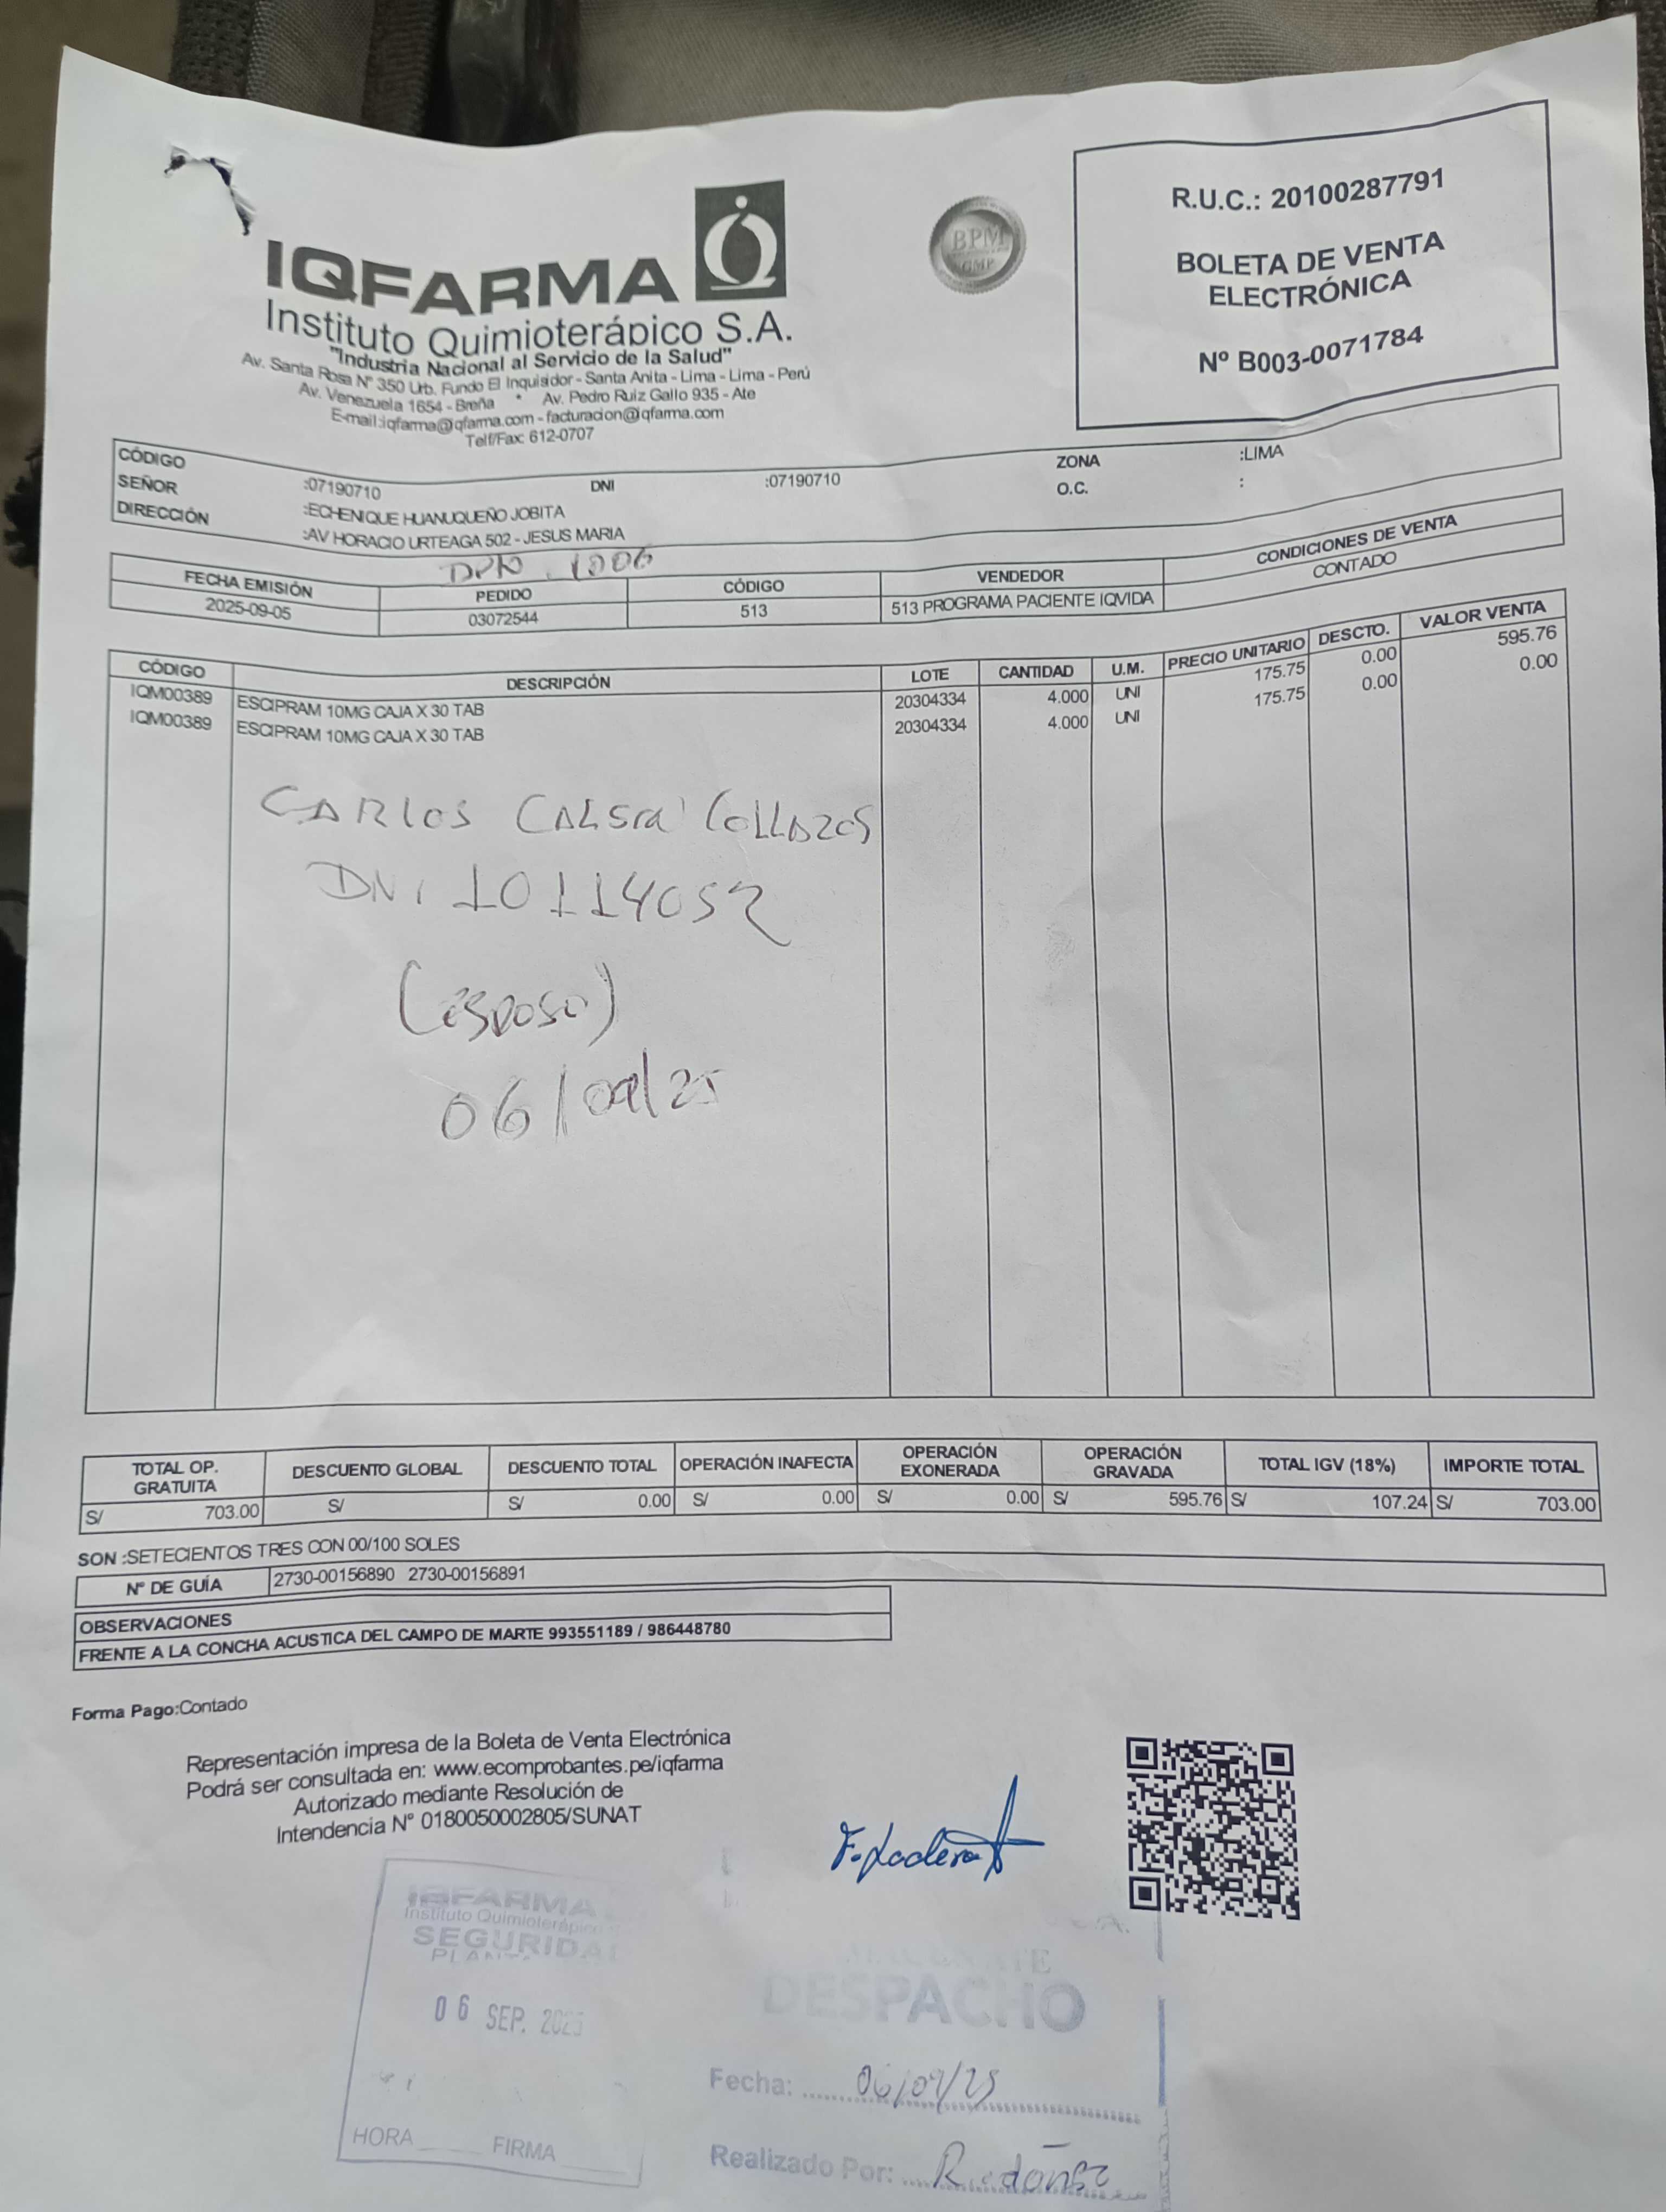 IQFARMA
Instituto Quimioterápico S.A.
"Industria Nacional al Servicio de la Salud"
Av. Santa Rosa N° 350 Urb. Fundo El Inquisidor - Santa Anita - Lima - Lima - Perú
Av. Venezuela 1654 - Breña * Av. Pedro Ruiz Gallo 935 - Ate
E-mail:iqfarma@iqfarma.com - facturacion@iqfarma.com
Telf/Fax: 612-0707
BPM
GMP
R.U.C.: 20100287791
BOLETA DE VENTA
ELECTRÓNICA
Nº B003-0071784
CÓDIGO :07190710 DNI :07190710 ZONA :LIMA
SEÑOR :ECHENIQUE HUANUQUEÑO JOBITA O.C. :
DIRECCIÓN :AV HORACIO URTEAGA 502 - JESUS MARIA
1006
FECHA EMISIÓN PEDIDO CÓDIGO VENDEDOR CONDICIONES DE VENTA
2025-09-05 03072544 513 513 PROGRAMA PACIENTE IQVIDA CONTADO
CÓDIGO DESCRIPCIÓN LOTE CANTIDAD U.M. PRECIO UNITARIO DESCTO. VALOR VENTA
IQM00389 ESCIPRAM 10MG CAJA X 30 TAB 20304334 4.000 UNI 175.75 0.00 595.76
IQM00389 ESCIPRAM 10MG CAJA X 30 TAB 20304334 4.000 UNI 175.75 0.00 0.00
CARLOS COLLAZOS
DNI 10114052
(esposo)
06/09/25
TOTAL OP. GRATUITA DESCUENTO GLOBAL DESCUENTO TOTAL OPERACIÓN INAFECTA OPERACIÓN EXONERADA OPERACIÓN GRAVADA TOTAL IGV (18%) IMPORTE TOTAL
S/ 703.00 S/ S/ 0.00 S/ 0.00 S/ 0.00 S/ 595.76 S/ 107.24 S/ 703.00
SON :SETECIENTOS TRES CON 00/100 SOLES
Nº DE GUÍA 2730-00156890 2730-00156891
OBSERVACIONES
FRENTE A LA CONCHA ACUSTICA DEL CAMPO DE MARTE 993551189 / 986448780
Forma Pago:Contado
Representación impresa de la Boleta de Venta Electrónica
Podrá ser consultada en: www.ecomprobantes.pe/iqfarma
Autorizado mediante Resolución de
Intendencia N° 0180050002805/SUNAT
IQFARMA
Instituto Quimioterápico
SEGURIDAD
06 SEP. 2025
HORA FIRMA
DESPACHO
Fecha: 06/09/25
Realizado Por: